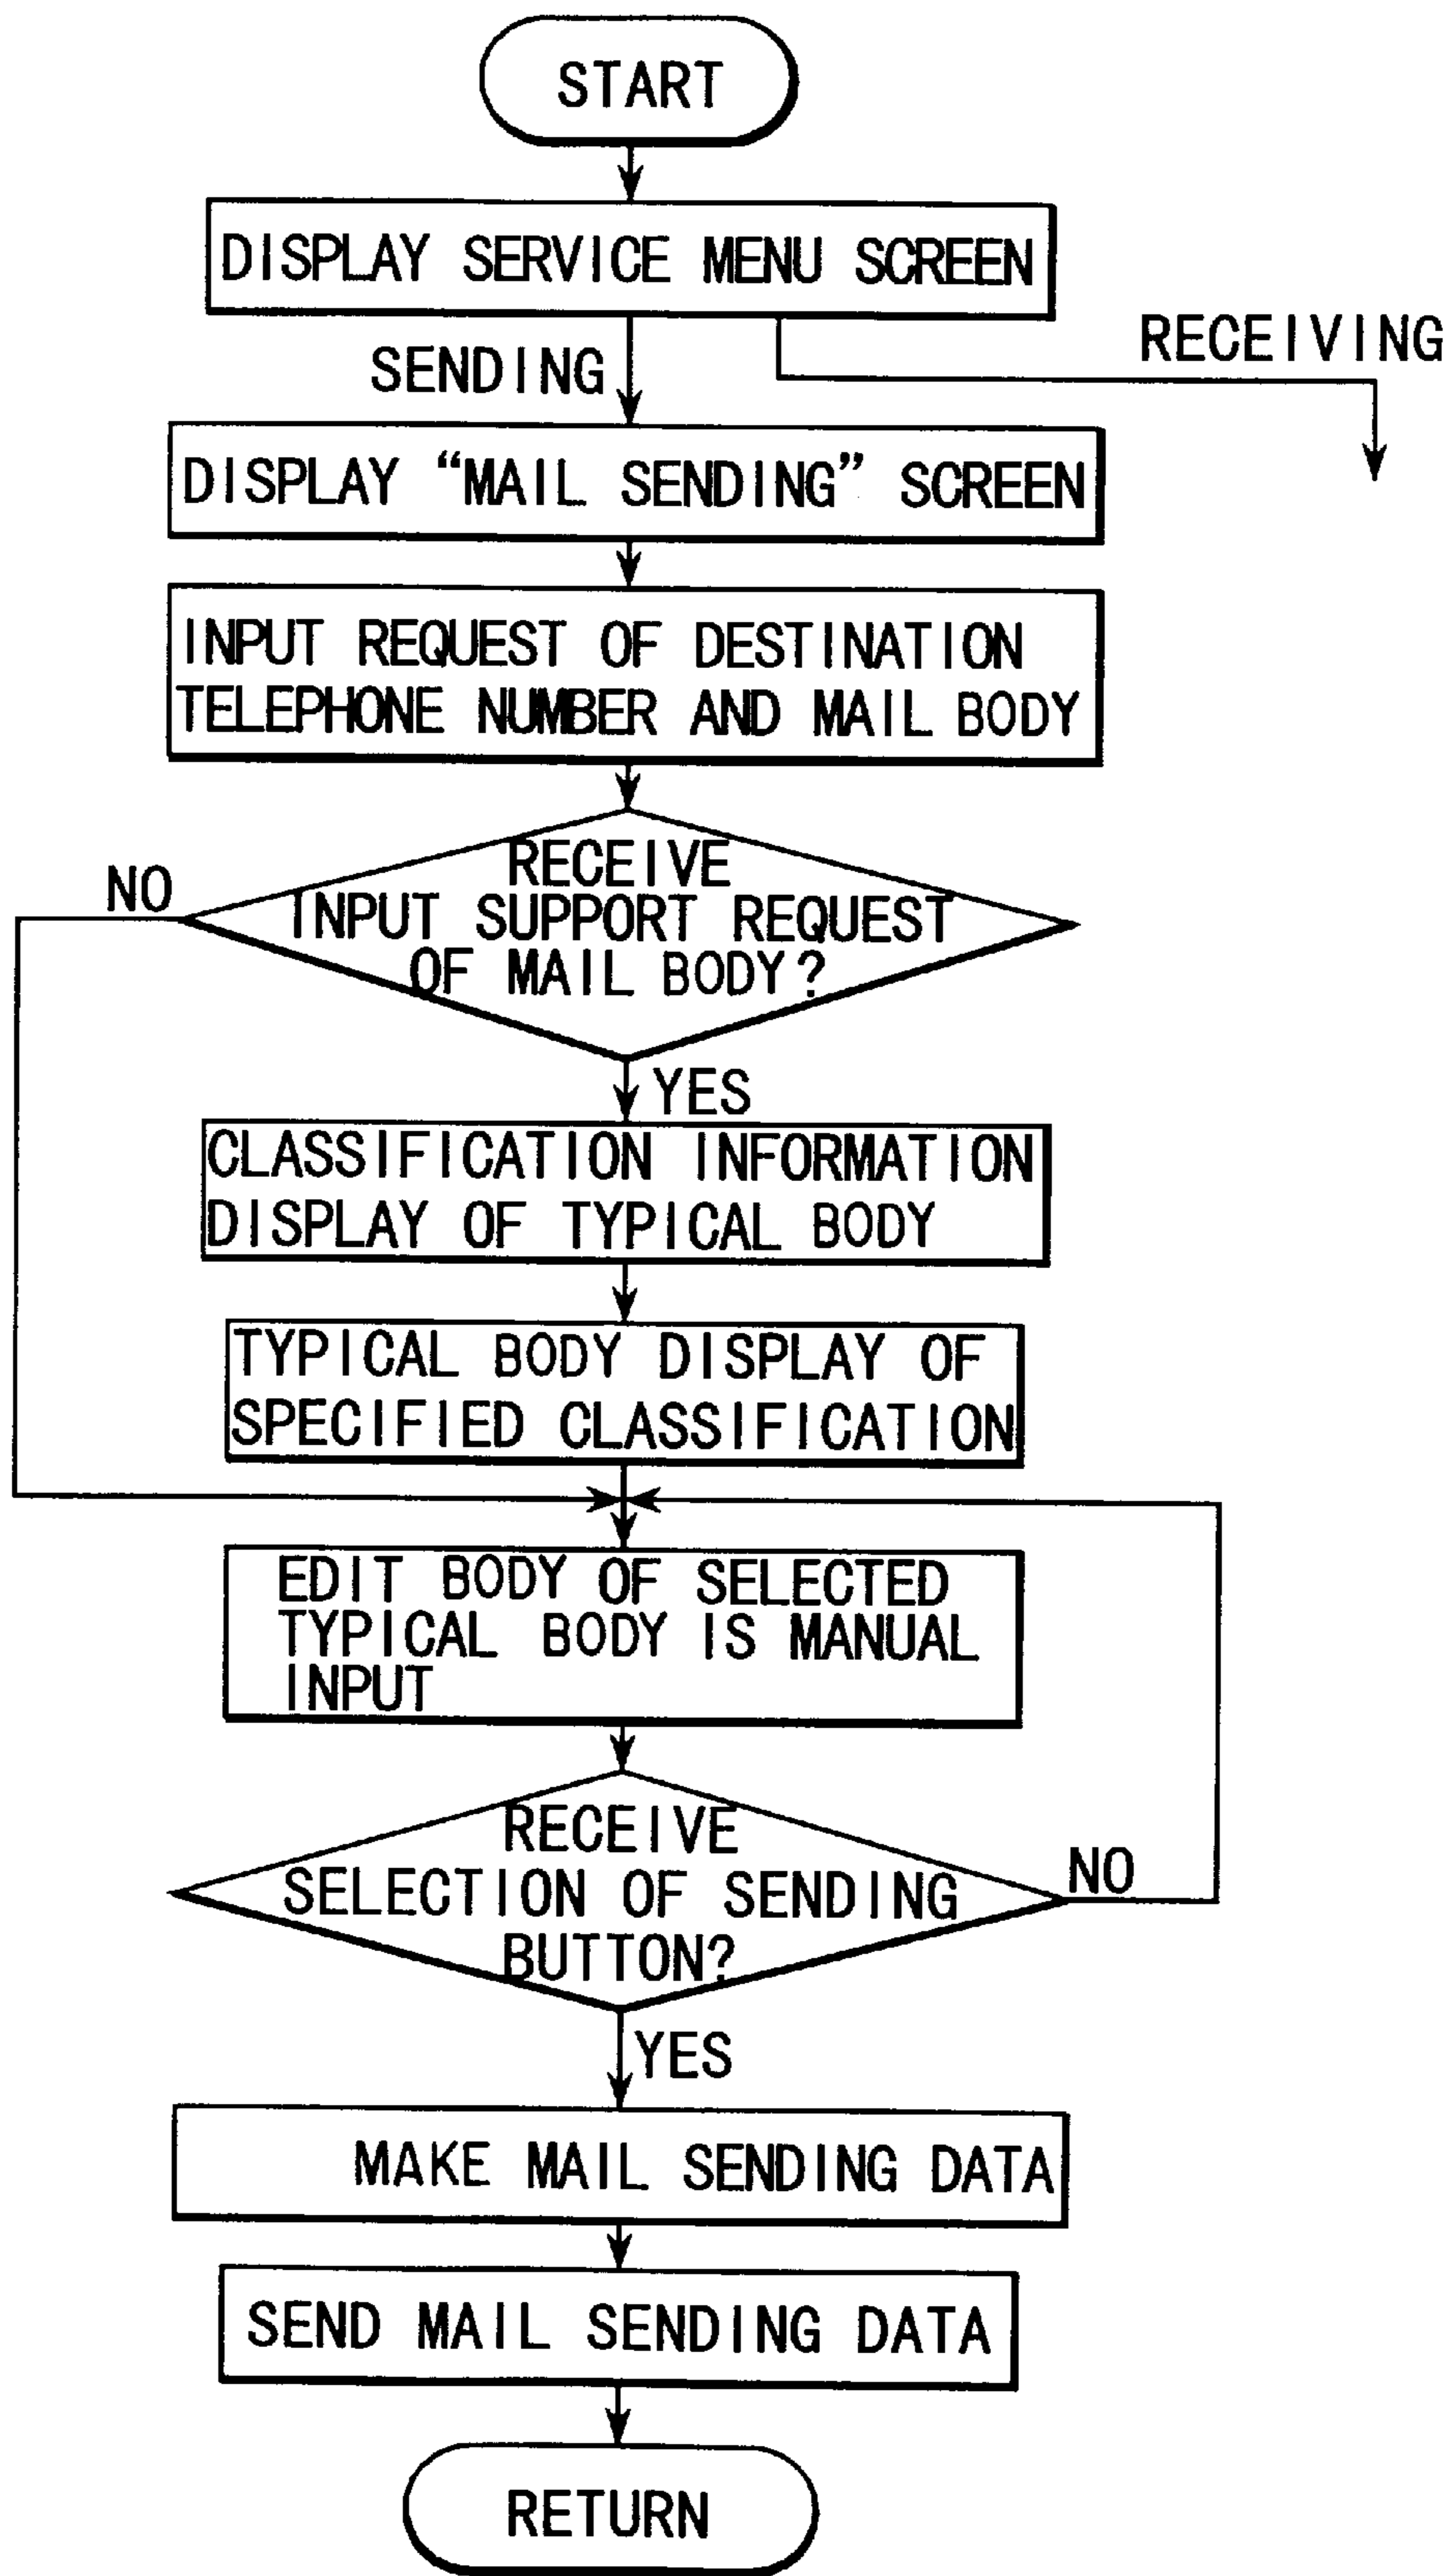 START
DISPLAY SERVICE MENU SCREEN
RECEIVING
SENDING
DISPLAY “MAIL SENDING” SCREEN
INPUT REQUEST OF DESTINATION
TELEPHONE NUMBER AND MAIL BODY
NO
RECEIVE
INPUT SUPPORT REQUEST
OF MAIL BODY?
YES
CLASSIFICATION INFORMATION
DISPLAY OF TYPICAL BODY
TYPICAL BODY DISPLAY OF
SPECIFIED CLASSIFICATION
EDIT BODY OF SELECTED
TYPICAL BODY IS MANUAL
INPUT
RECEIVE
SELECTION OF SENDING
BUTTON?
NO
YES
MAKE MAIL SENDING DATA
SEND MAIL SENDING DATA
RETURN